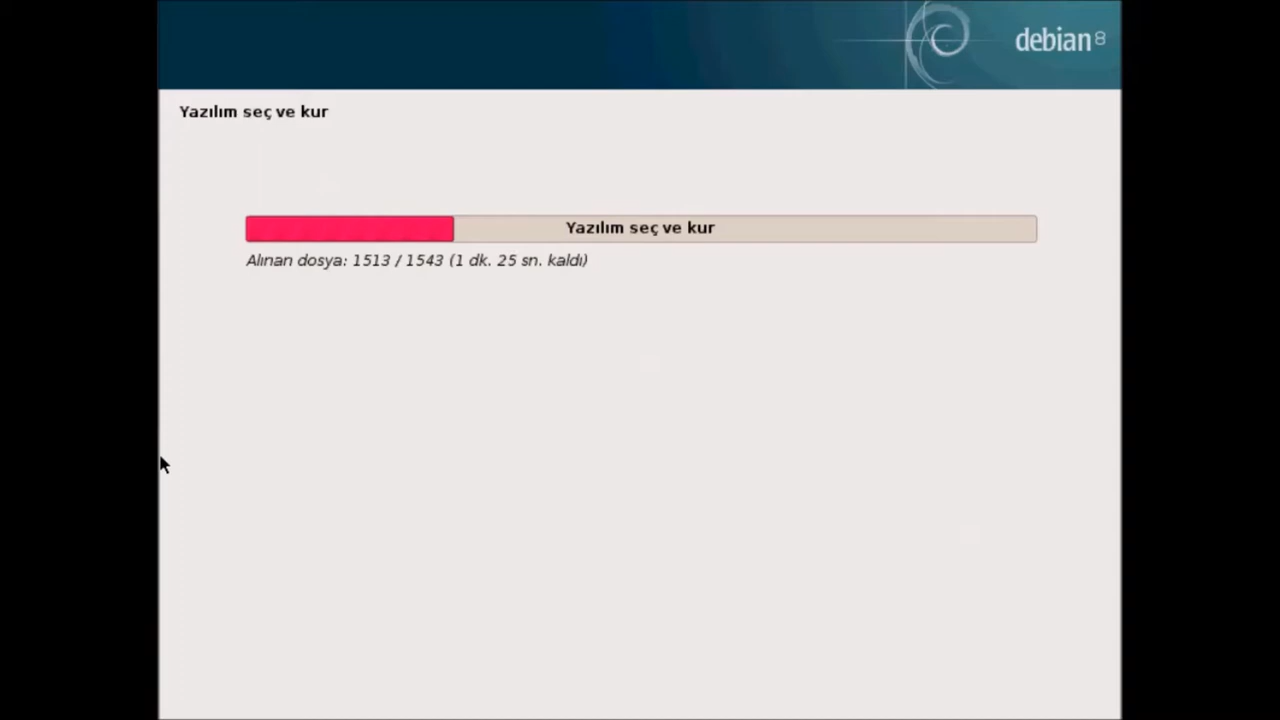 debian 8
Yazılım seç ve kur
Yazılım seç ve kur
Alınan dosya: 1513 / 1543 (1 dk. 25 sn. kaldı)